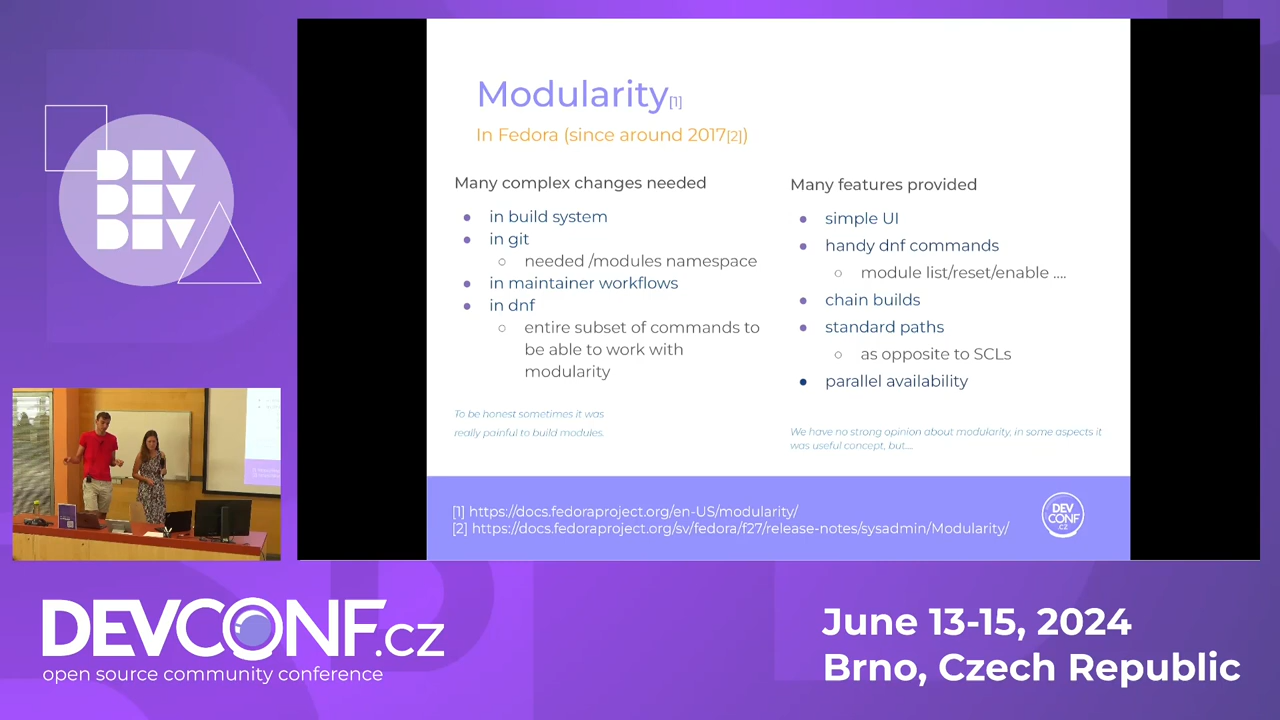 DEV
DEV
DEV
Modularity[1]
In Fedora (since around 2017[2])
Many complex changes needed
in build system
in git
needed /modules namespace
in maintainer workflows
in dnf
entire subset of commands to
be able to work with
modularity
To be honest sometimes it was
really painful to build modules.
Many features provided
simple UI
handy dnf commands
module list/reset/enable ....
chain builds
standard paths
as opposite to SCLs
parallel availability
We have no strong opinion about modularity, in some aspects it
was useful concept, but....
[1] https://docs.fedoraproject.org/en-US/modularity/
[2] https://docs.fedoraproject.org/sv/fedora/f27/release-notes/sysadmin/Modularity/
DEV
CONF
.CZ
DEVCONF.cz
open source community conference
June 13-15, 2024
Brno, Czech Republic